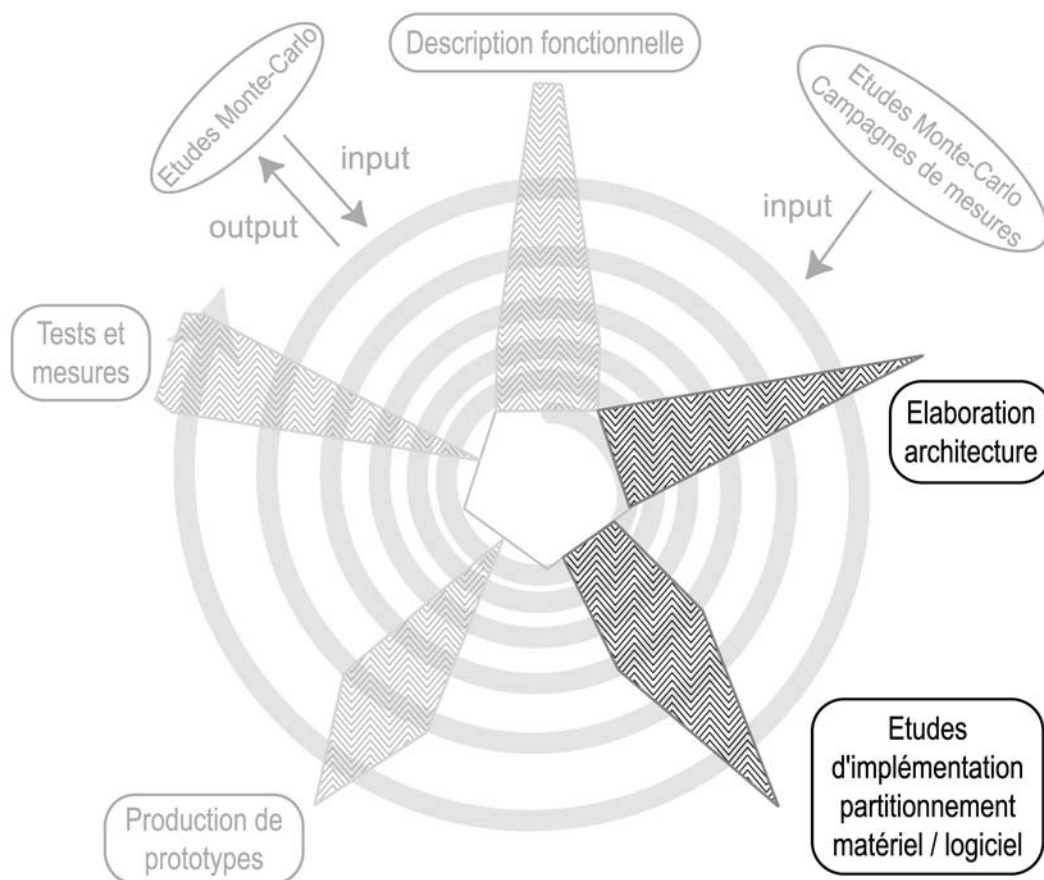 Description fonctionnelle
Etudes Monte-Carlo
input
output
Etudes Monte-Carlo
Campagnes de mesures
input
Tests et
mesures
Elaboration
architecture
Etudes
d'implémentation
partitionnement
matériel / logiciel
Production de
prototypes